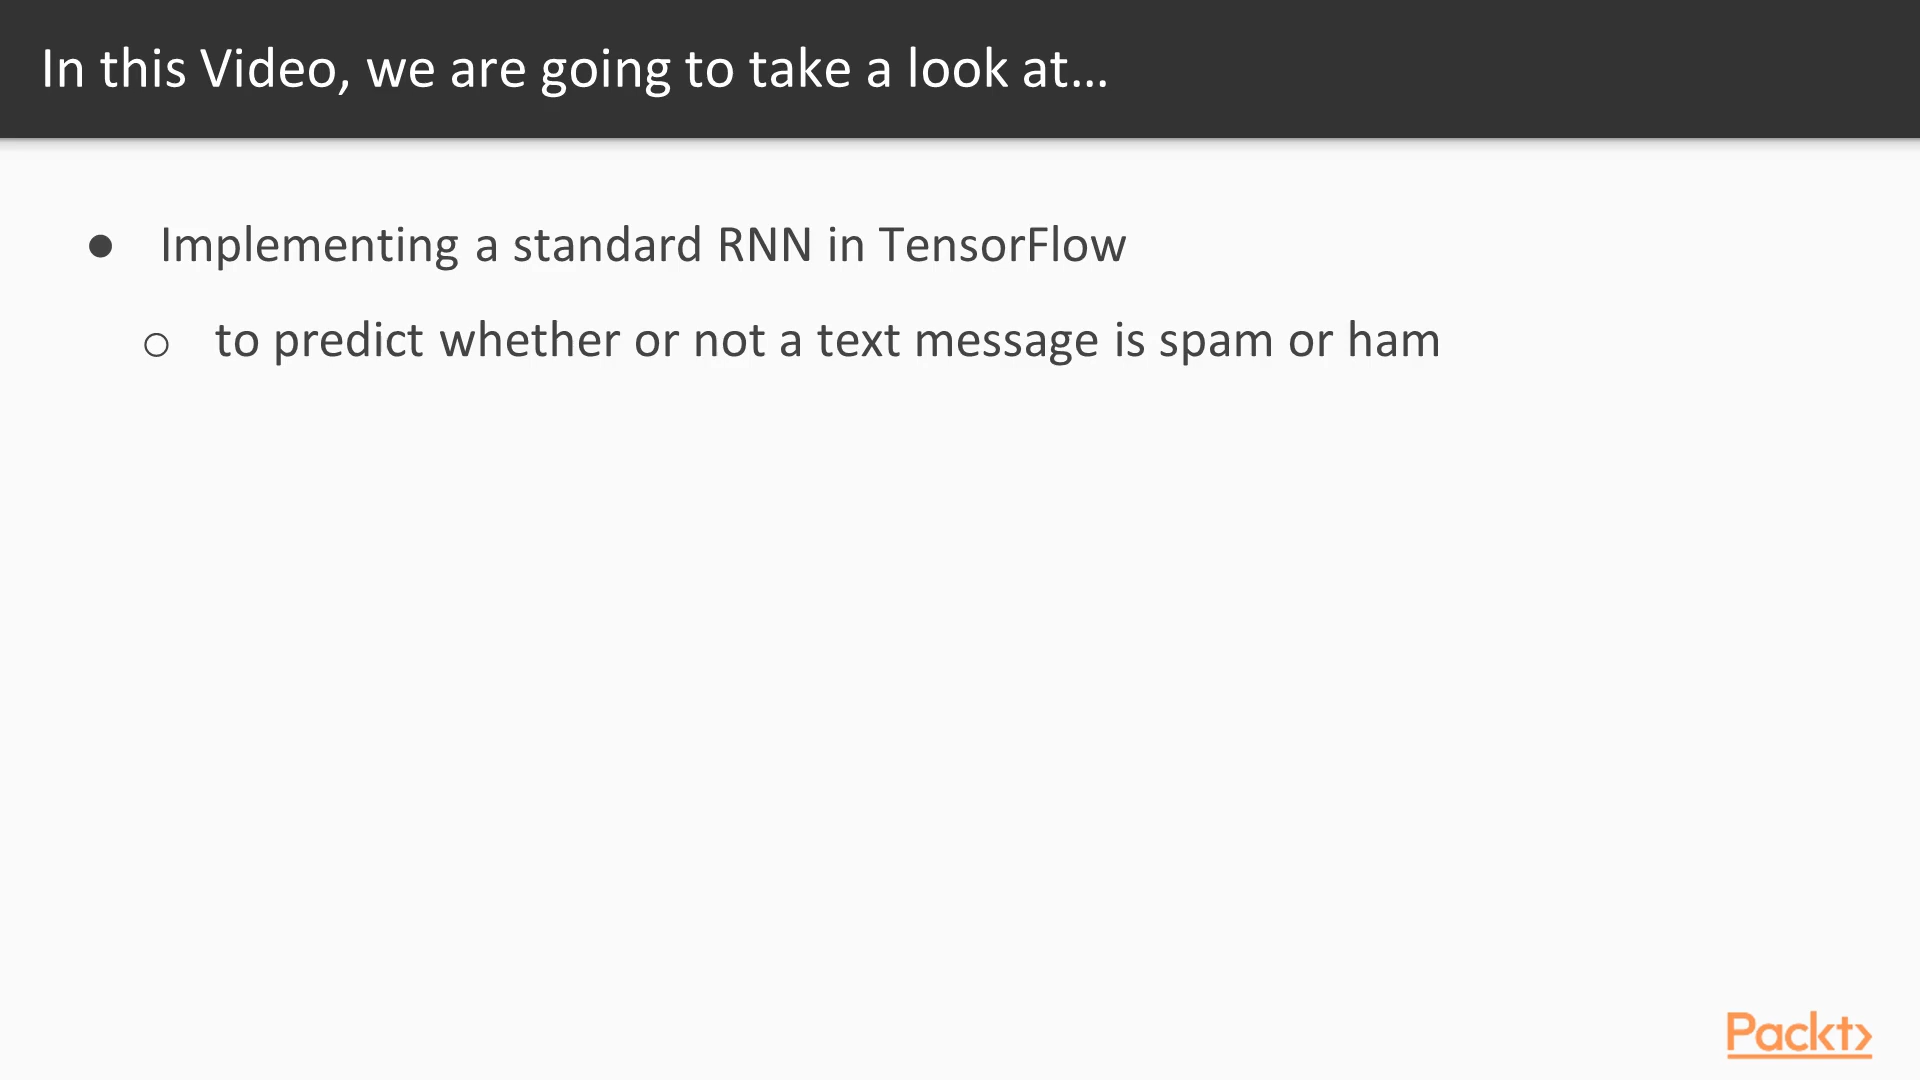 In this Video, we are going to take a look at...
● Implementing a standard RNN in TensorFlow
○ to predict whether or not a text message is spam or ham
Packt>